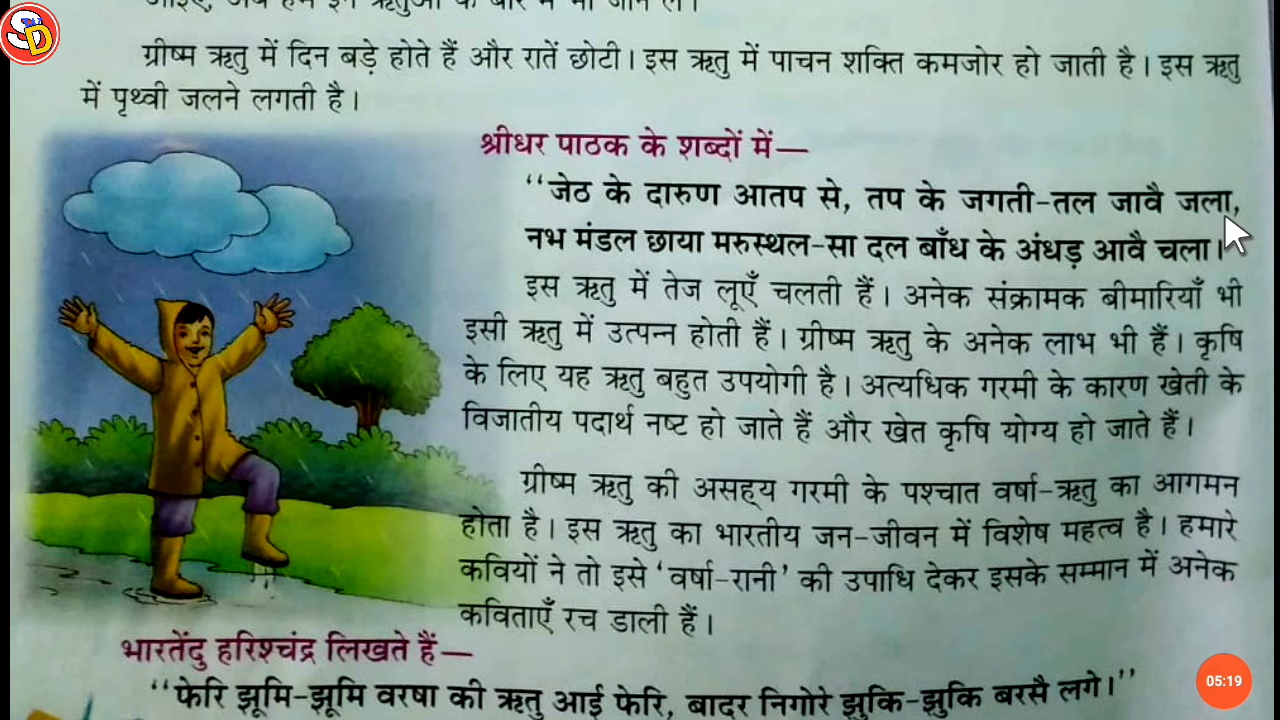 ग्रीष्म ऋतु में दिन बड़े होते हैं और रातें छोटी। इस ऋतु में पाचन शक्ति कमजोर हो जाती है। इस ऋतु
में पृथ्वी जलने लगती है।
श्रीधर पाठक के शब्दों में—
“जेठ के दारुण आतप से, तप के जगती-तल जावै जला,
नभ मंडल छाया मरुस्थल-सा दल बाँध के अंधड़ आवै चला।
इस ऋतु में तेज लूएँ चलती हैं। अनेक संक्रामक बीमारियाँ भी
इसी ऋतु में उत्पन्न होती हैं। ग्रीष्म ऋतु के अनेक लाभ भी हैं। कृषि
के लिए यह ऋतु बहुत उपयोगी है। अत्यधिक गरमी के कारण खेती के
विजातीय पदार्थ नष्ट हो जाते हैं और खेत कृषि योग्य हो जाते हैं।
ग्रीष्म ऋतु की असह्य गरमी के पश्चात वर्षा-ऋतु का आगमन
होता है। इस ऋतु का भारतीय जन-जीवन में विशेष महत्व है। हमारे
कवियों ने तो इसे ‘वर्षा-रानी’ की उपाधि देकर इसके सम्मान में अनेक
कविताएँ रच डाली हैं।
भारतेंदु हरिश्चंद्र लिखते हैं—
“फेरि झूमि-झूमि वरषा की ऋतु आई फेरि, बादर निगोरे झुकि-झुकि बरसै लगे।”
05:19